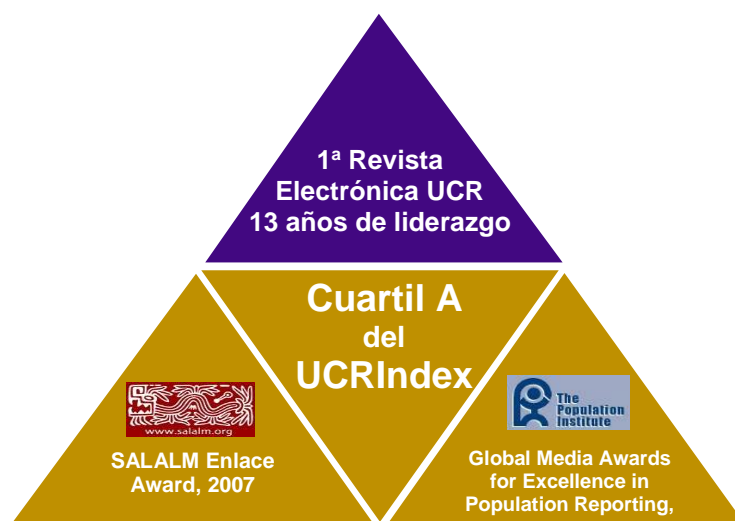 1ª Revista
Electrónica UCR
13 años de liderazgo
Cuartil A
del
UCRIndex
www.salalm.org
SALALM Enlace
Award, 2007
The
Population
Institute
Global Media Awards
for Excellence in
Population Reporting,